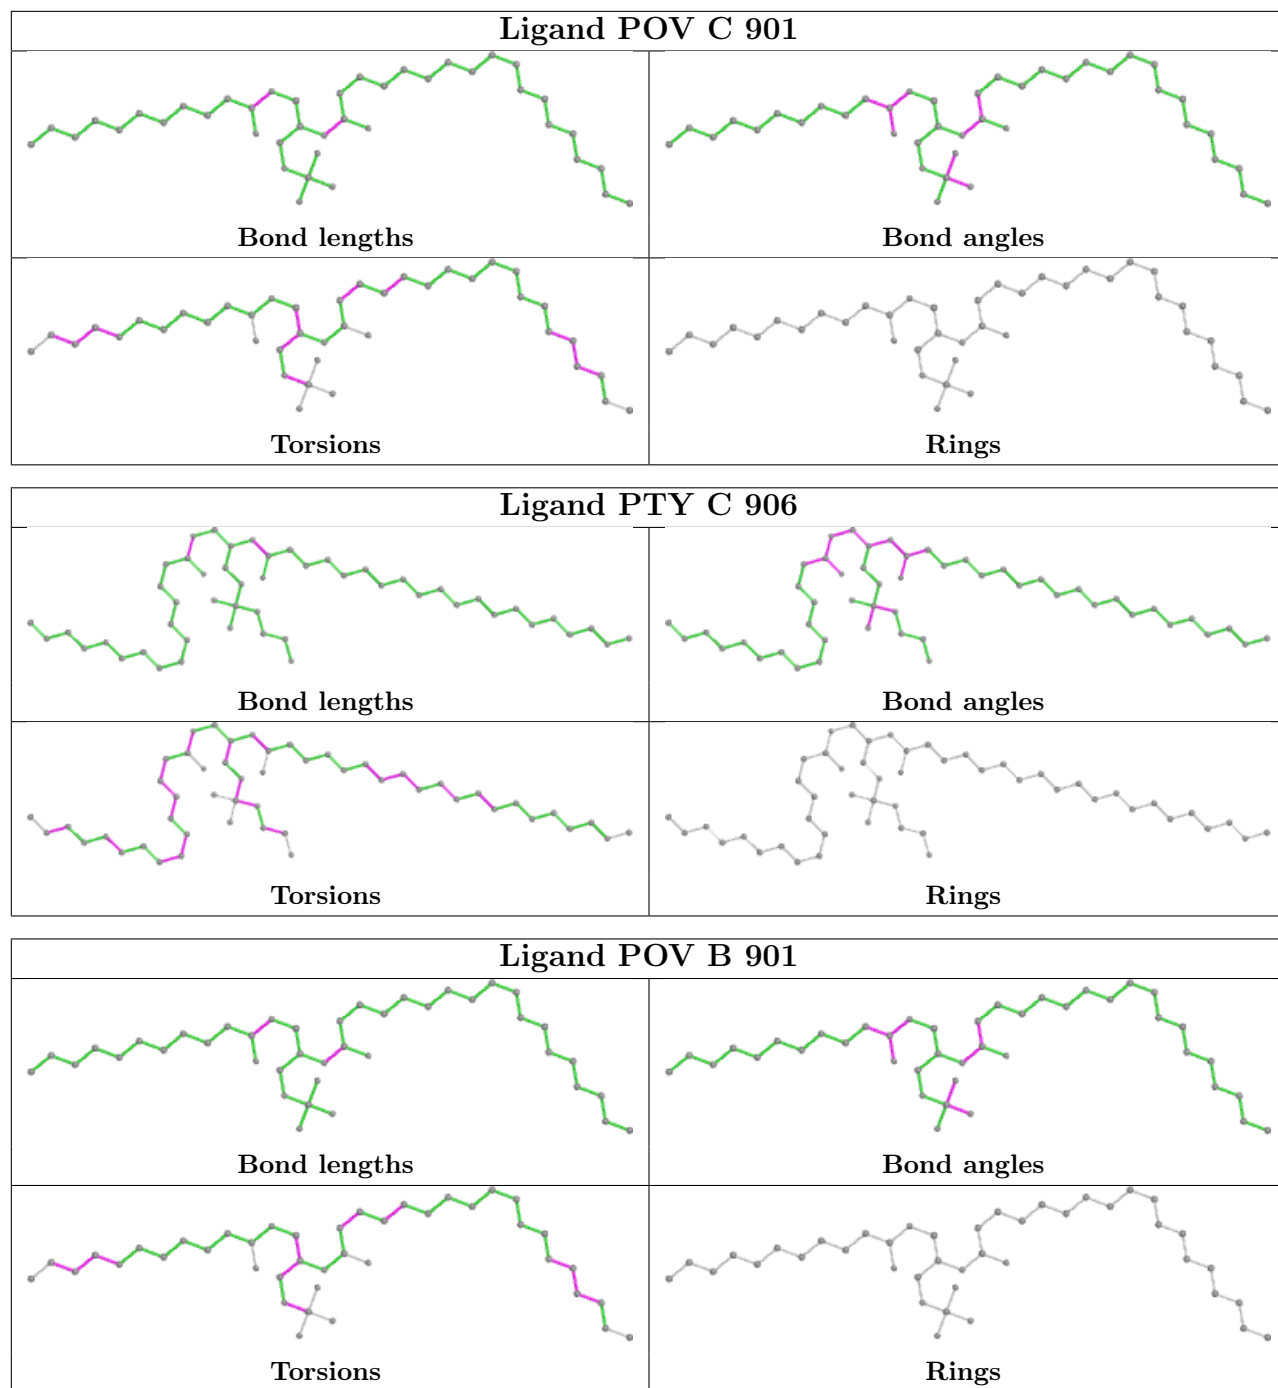 Ligand POV C 901
Bond lengths
Bond angles
Torsions
Rings
Ligand PTY C 906
Bond lengths
Bond angles
Torsions
Rings
Ligand POV B 901
Bond lengths
Bond angles
Torsions
Rings